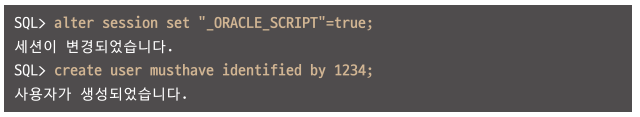 SQL> alter session set "_ORACLE_SCRIPT"=true;
세션이 변경되었습니다.
SQL> create user musthave identified by 1234;
사용자가 생성되었습니다.